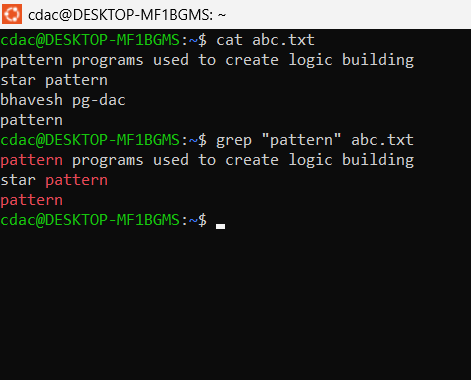 cdac@DESKTOP-MF1BGMS: ~
cdac@DESKTOP-MF1BGMS:~$ cat abc.txt
pattern programs used to create logic building
star pattern
bhavesh pg-dac
pattern
cdac@DESKTOP-MF1BGMS:~$ grep "pattern" abc.txt
pattern programs used to create logic building
star pattern
pattern
cdac@DESKTOP-MF1BGMS:~$